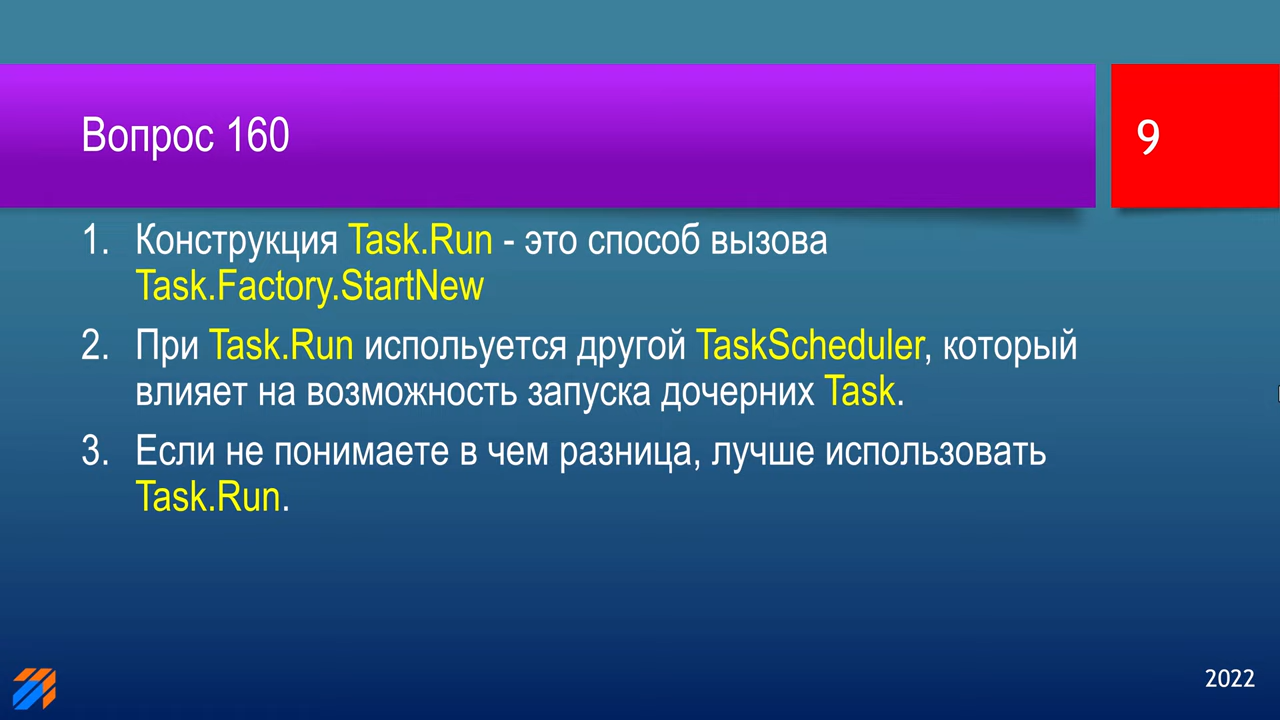 Вопрос 160
9
1. Конструкция Task.Run - это способ вызова
Task.Factory.StartNew
2. При Task.Run испольуется другой TaskScheduler, который
влияет на возможность запуска дочерних Task.
3. Если не понимаете в чем разница, лучше использовать
Task.Run.
2022